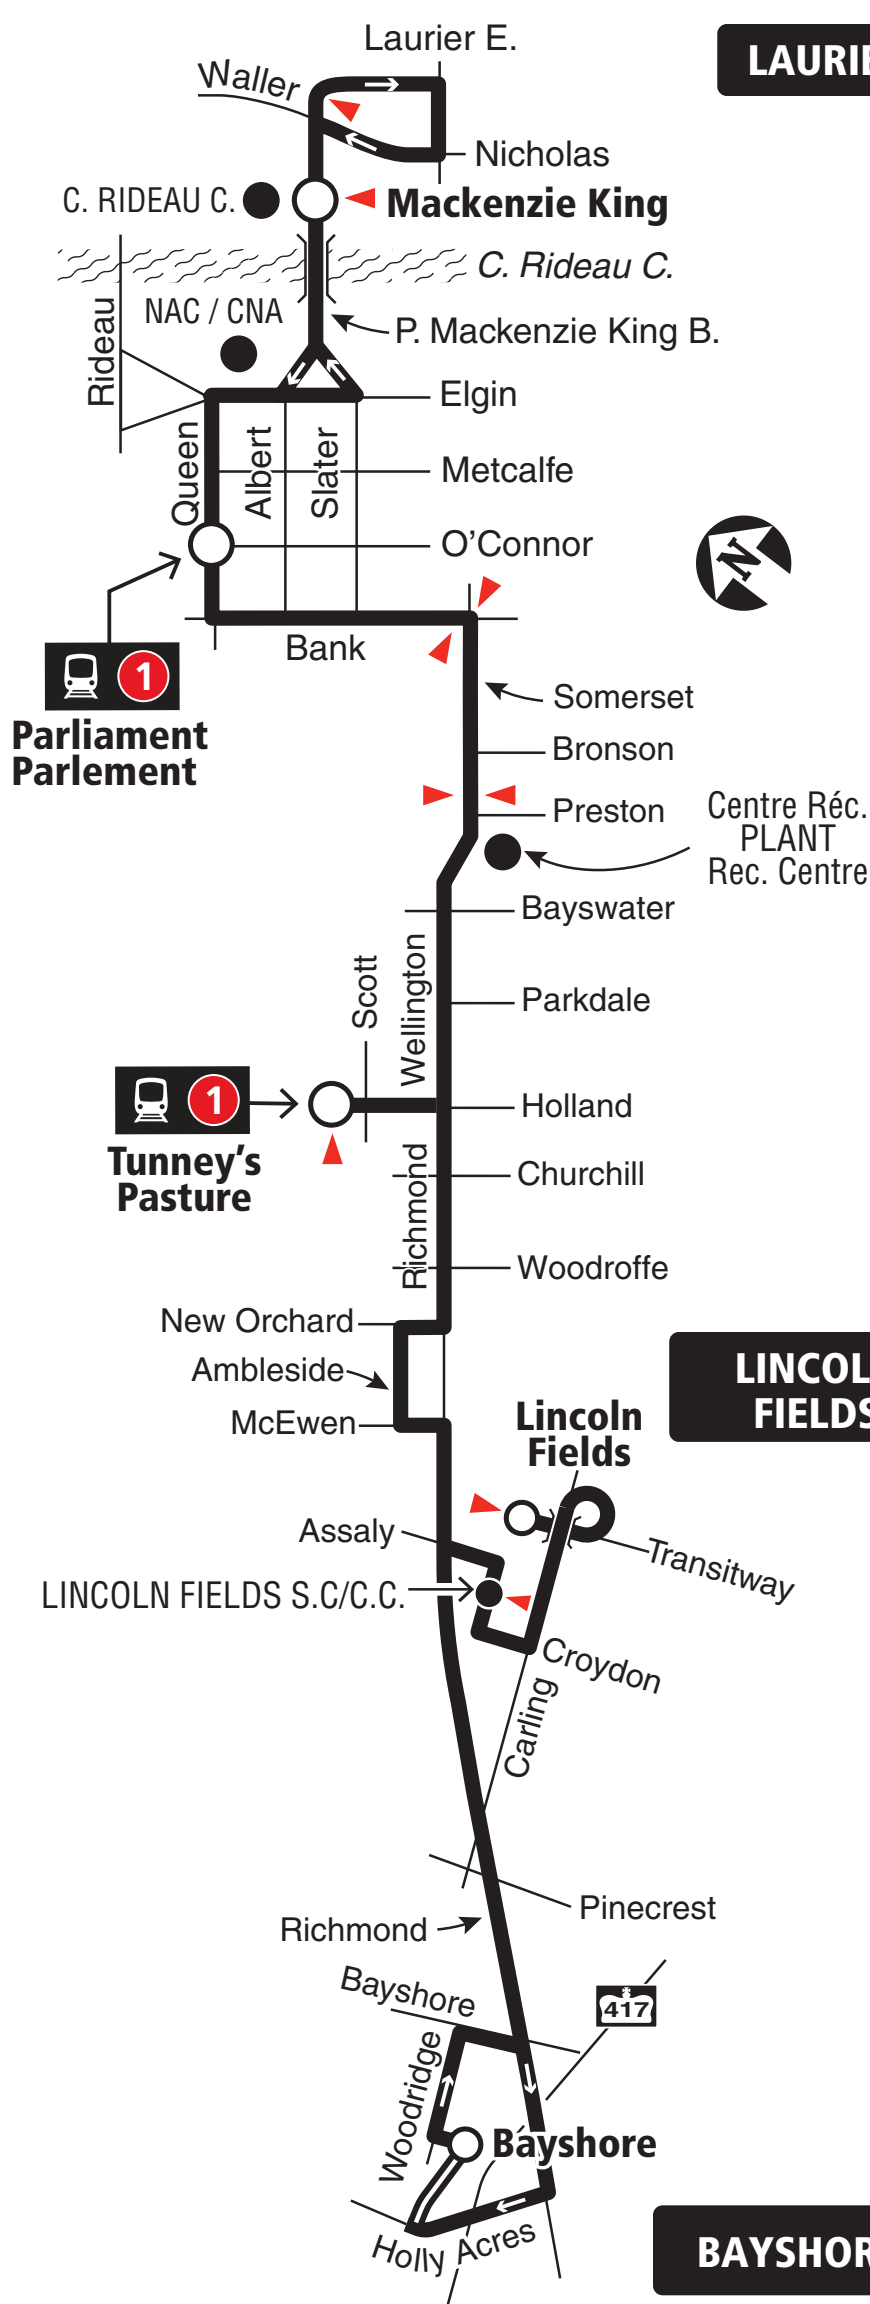 Laurier E.
LAURIE
Waller
Nicholas
C. RIDEAU C.
Mackenzie King
C. Rideau C.
NAC / CNA
P. Mackenzie King B.
Rideau
Elgin
Queen
Albert
Slater
Metcalfe
O'Connor
N
Bank
1
Parliament
Parlement
Somerset
Bronson
Preston
Centre Réc.
PLANT
Rec. Centre
Bayswater
Scott
Wellington
Parkdale
1
Holland
Tunney's
Pasture
Richmond
Churchill
Woodroffe
New Orchard
Ambleside
McEwen
LINCOL
FIELDS
Lincoln
Fields
Assaly
Transitway
LINCOLN FIELDS S.C/C.C.
Croydon
Carling
Pinecrest
Richmond
Bayshore
417
Woodridge
Bayshore
Holly Acres
BAYSHOR